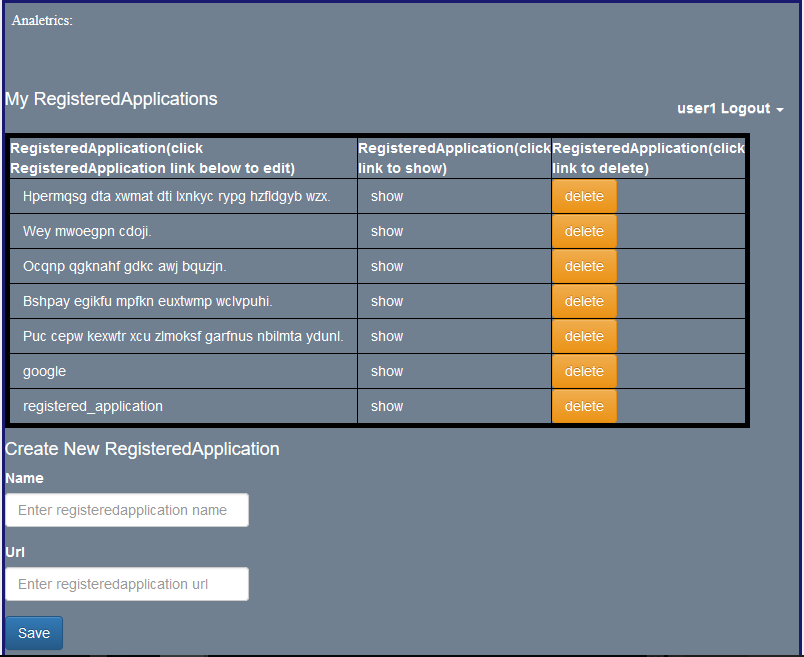 Analetrics:
My RegisteredApplications
user1 Logout
RegisteredApplication(click RegisteredApplication(click RegisteredApplication(click
RegisteredApplication link below to edit) link to show) link to delete)
Hpermqsg dta xwmat dti lxnkyc rypg hzfldgyb wzx. show delete
Wey mwoegpn cdoji. show delete
Ocqnp qgknahf gdkc awj bquzjn. show delete
Bshpay egikfu mpfkn euxtwmp wclvpuhi. show delete
Puc cepw kexwtr xcu zlmoksf garfnus nbilmta ydunl. show delete
google show delete
registered_application show delete
Create New RegisteredApplication
Name
Enter registeredapplication name
Url
Enter registeredapplication url
Save